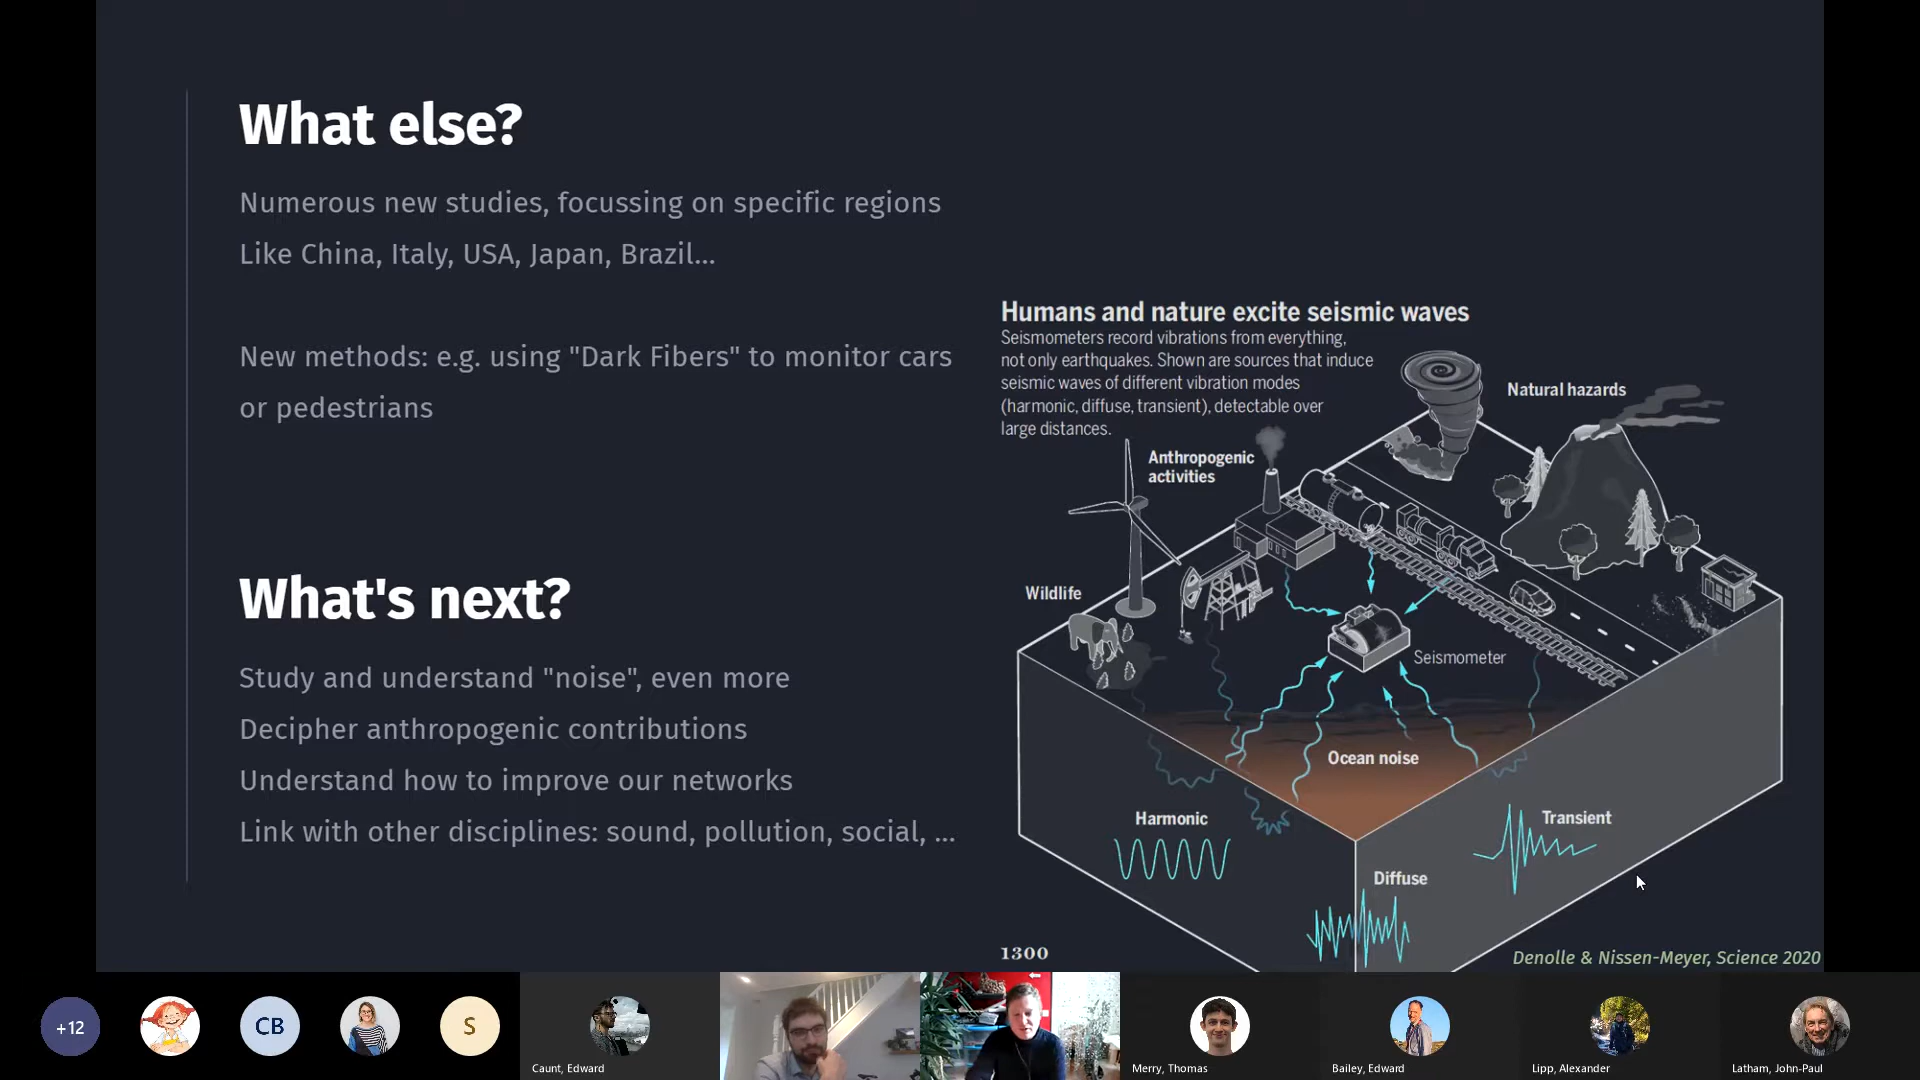 What else?
Numerous new studies, focussing on specific regions
Like China, Italy, USA, Japan, Brazil...
New methods: e.g. using "Dark Fibers" to monitor cars
or pedestrians
What's next?
Study and understand "noise", even more
Decipher anthropogenic contributions
Understand how to improve our networks
Link with other disciplines: sound, pollution, social, ...
Humans and nature excite seismic waves
Seismometers record vibrations from everything,
not only earthquakes. Shown are sources that induce
seismic waves of different vibration modes
(harmonic, diffuse, transient), detectable over
large distances.
Natural hazards
Anthropogenic
activities
Wildlife
Seismometer
Ocean noise
Harmonic
Transient
Diffuse
1300
Denolle & Nissen-Meyer, Science 2020
+12
CB
S
Caunt, Edward
Merry, Thomas
Bailey, Edward
Lipp, Alexander
Latham, John-Paul